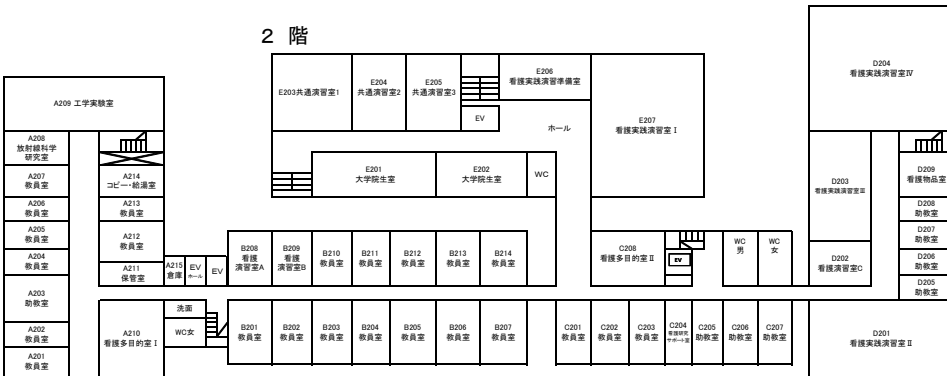 2 階
A209 工学実験室
A208
放射線科学
研究室
A207
教員室
A206
教員室
A205
教員室
A204
教員室
A203
助教室
A202
教員室
A201
教員室
A214
コピー・給湯室
A213
教員室
A212
教員室
A211
保管室
A215
倉庫
EV
ホール
EV
A210
看護多目的室Ⅰ
洗面
WC女
B208
看護
演習室A
B209
看護
演習室B
B210
教員室
B211
教員室
B212
教員室
B213
教員室
B214
教員室
B201
教員室
B202
教員室
B203
教員室
B204
教員室
B205
教員室
B206
教員室
B207
教員室
E203共通演習室1
E204
共通演習室2
E205
共通演習室3
EV
E206
看護実践演習準備室
ホール
E207
看護実践演習室Ⅰ
E201
大学院生室
E202
大学院生室
WC
C208
看護多目的室Ⅱ
EV
WC
男
WC
女
C201
教員室
C202
教員室
C203
教員室
C204
看護研究
サポート室
C205
助教室
C206
助教室
C207
助教室
D204
看護実践演習室Ⅳ
D203
看護実践演習室Ⅲ
D202
看護演習室C
D209
看護物品室
D208
助教室
D207
助教室
D206
助教室
D205
助教室
D201
看護実践演習室Ⅱ